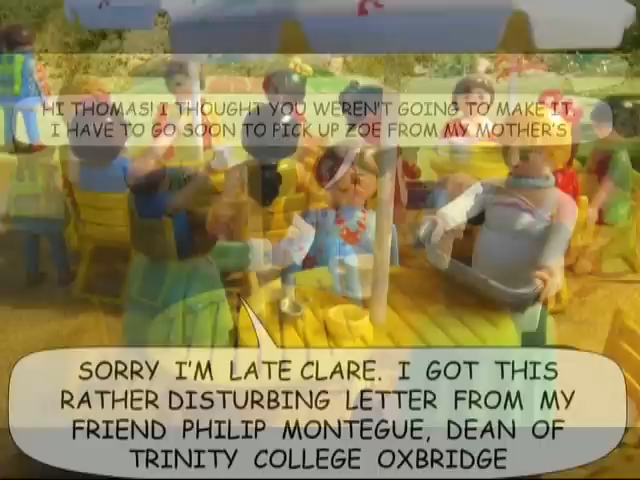 HI THOMAS! I THOUGHT YOU WEREN'T GOING TO MAKE IT.
I HAVE TO GO SOON TO PICK UP ZOE FROM MY MOTHER'S
SORRY I'M LATE CLARE. I GOT THIS
RATHER DISTURBING LETTER FROM MY
FRIEND PHILIP MONTEGUE, DEAN OF
TRINITY COLLEGE OXBRIDGE